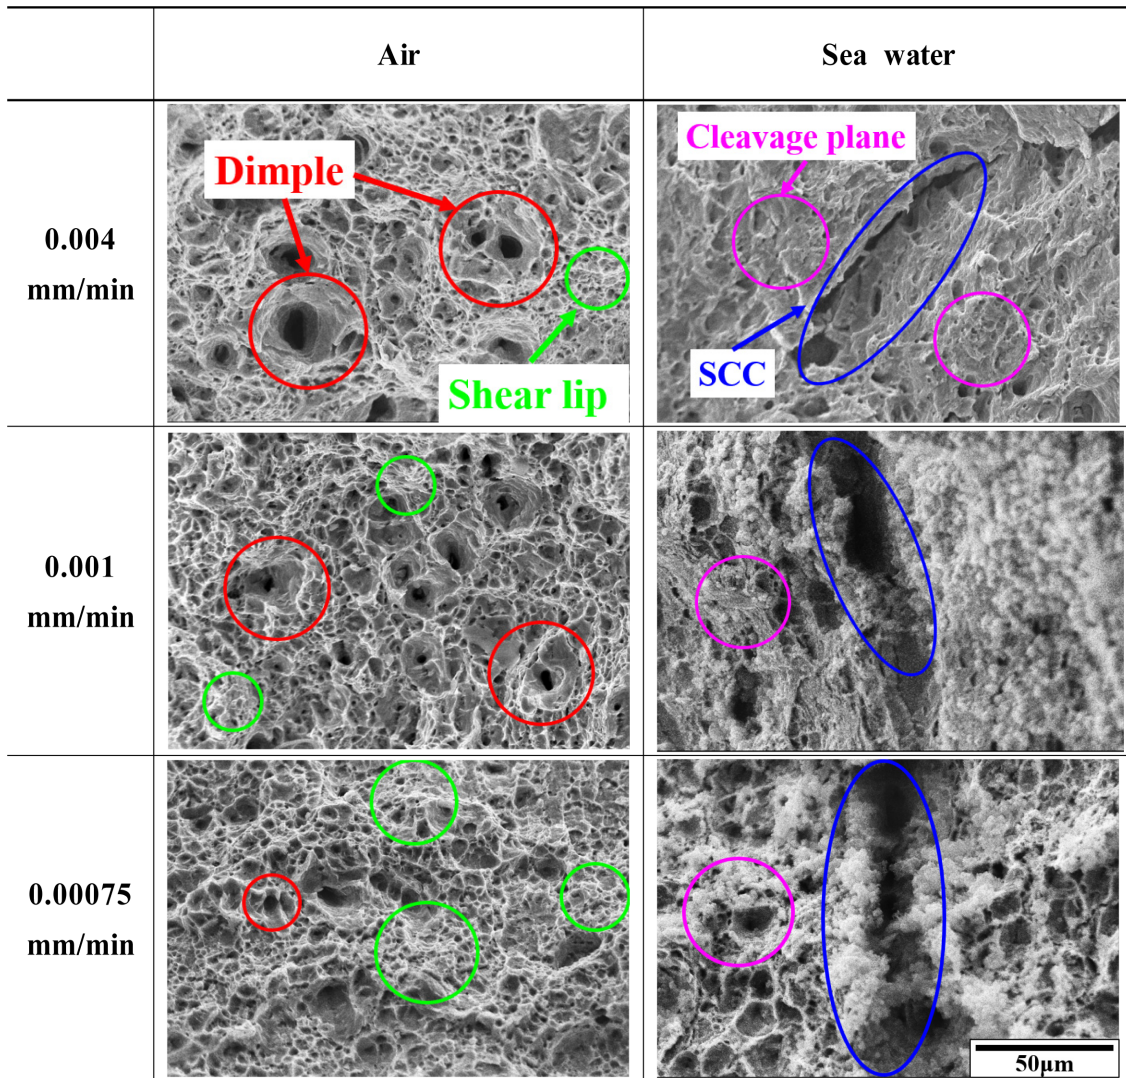 Air
Sea water
0.004
mm/min
Dimple
Shear lip
Cleavage plane
SCC
0.001
mm/min
0.00075
mm/min
50μm